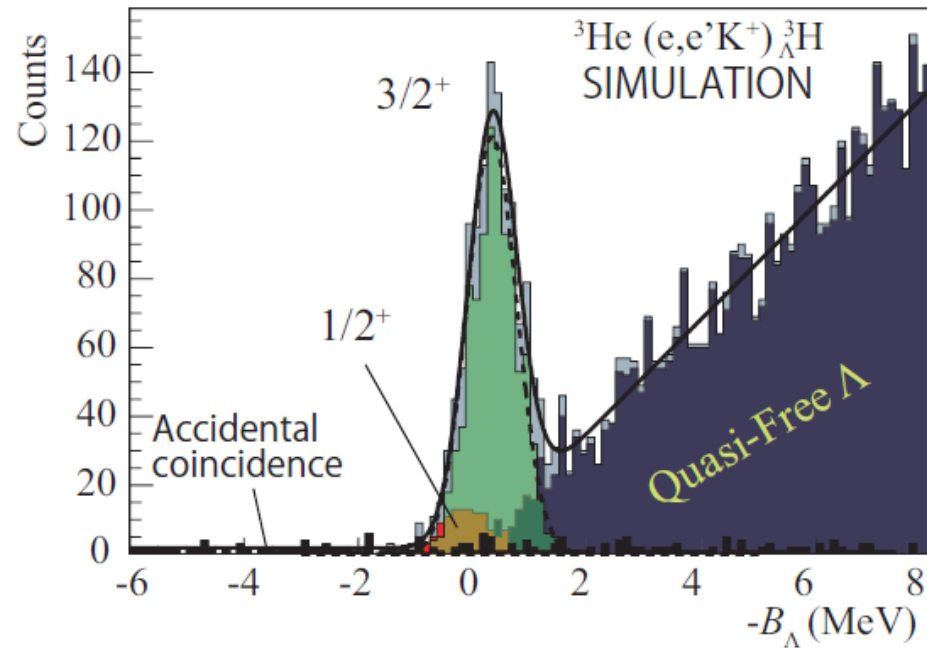 ³He (e,e’K⁺) ³ΛH
SIMULATION
3/2⁺
1/2⁺
Accidental
coincidence
Quasi-Free Λ
Counts
140
120
100
80
60
40
20
0
-6 -4 -2 0 2 4 6 8
-BΛ (MeV)